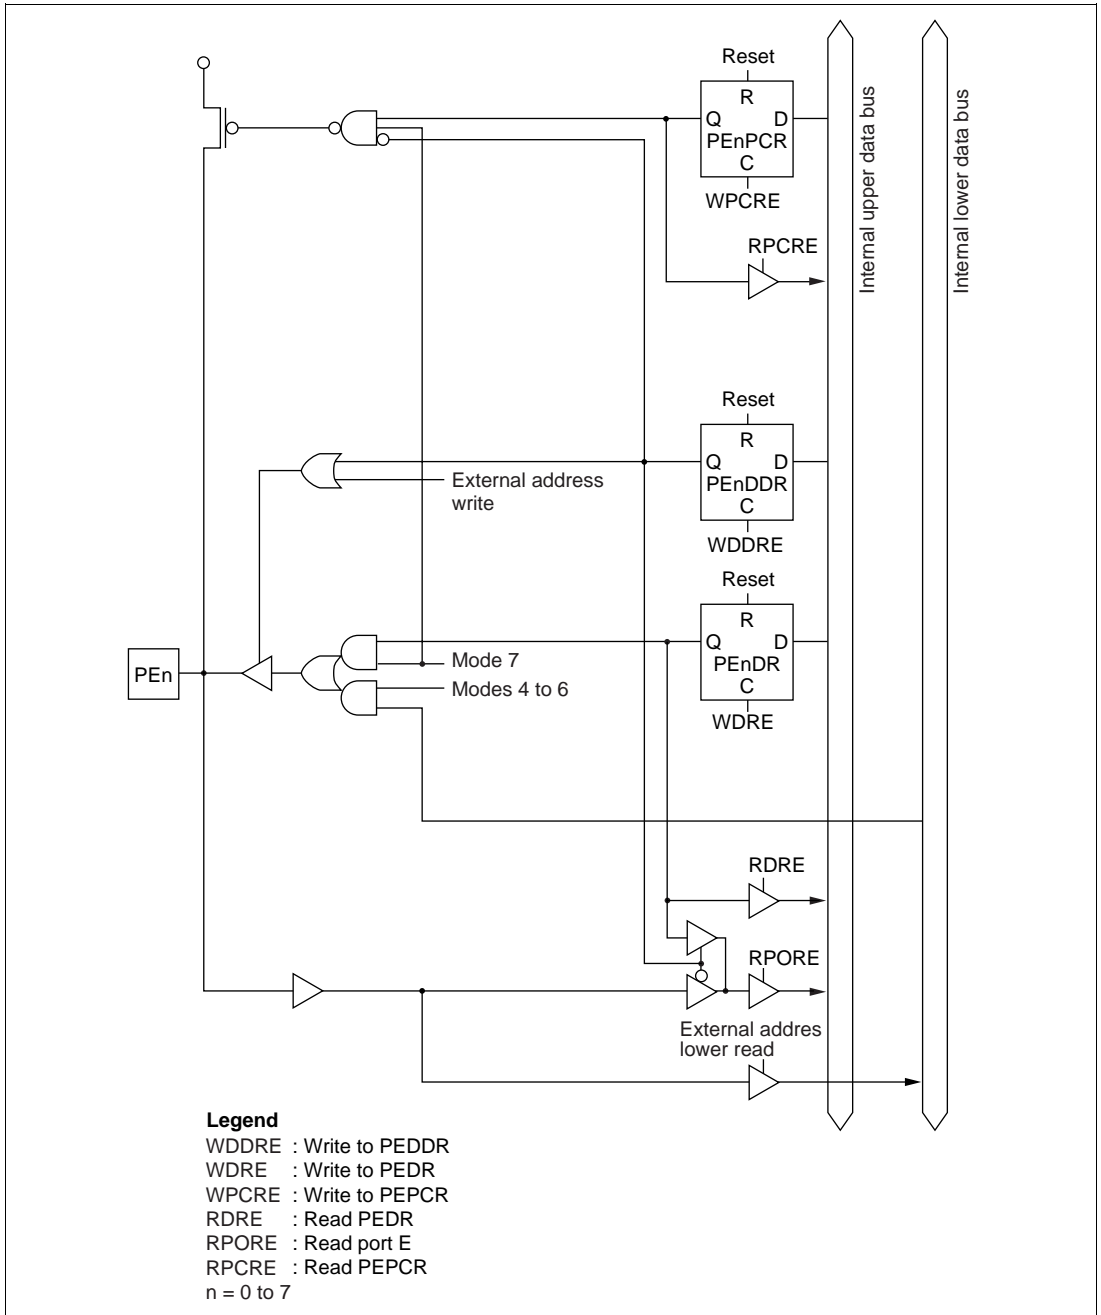 Reset
R
Q D
PEnPCR
C
WPCRE
RPCRE
Internal upper data bus
Internal lower data bus
Reset
R
Q D
PEnDDR
C
WDDRE
External address
write
Reset
R
Q D
PEnDR
C
WDRE
Mode 7
Modes 4 to 6
PEn
RDRE
RPORE
External addres
lower read
Legend
WDDRE : Write to PEDDR
WDRE : Write to PEDR
WPCRE : Write to PEPCR
RDRE : Read PEDR
RPORE : Read port E
RPCRE : Read PEPCR
n = 0 to 7